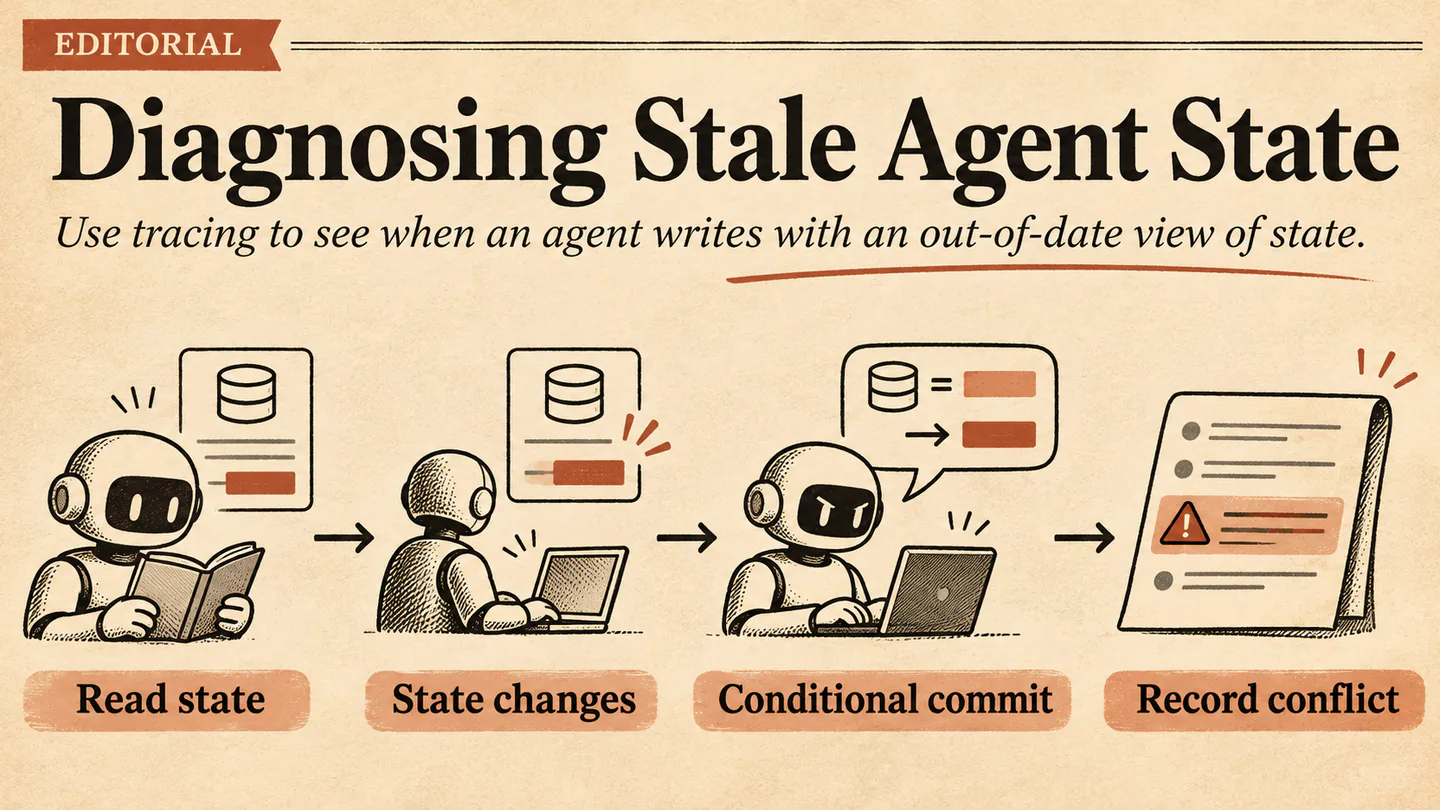 EDITORIAL
Diagnosing Stale Agent State
Use tracing to see when an agent writes with an out-of-date view of state.
Read state
State changes
Conditional commit
Record conflict